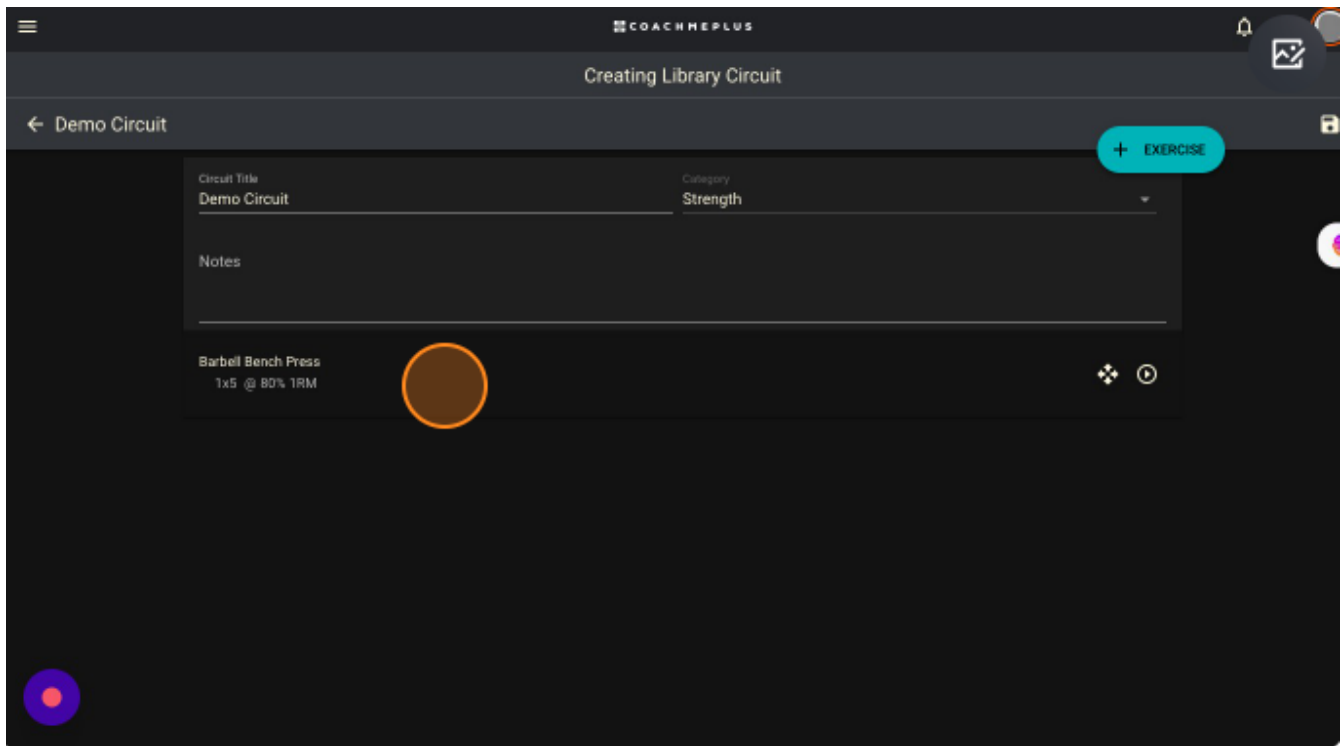 COACHMEPLUS
Creating Library Circuit
Demo Circuit
+ EXERCISE
Circuit Title
Demo Circuit
Category
Strength
Notes
Barbell Bench Press
1x5 @ 80% 1RM